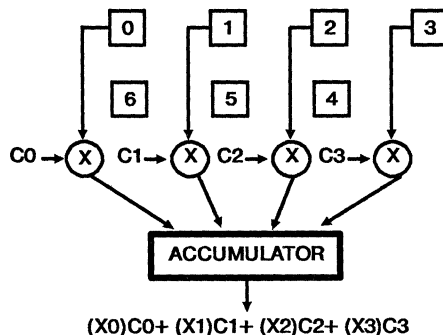 0 1 2 3
6 5 4
C0 X C1 X C2 X C3 X
ACCUMULATOR
(X0)C0+ (X1)C1+ (X2)C2+ (X3)C3